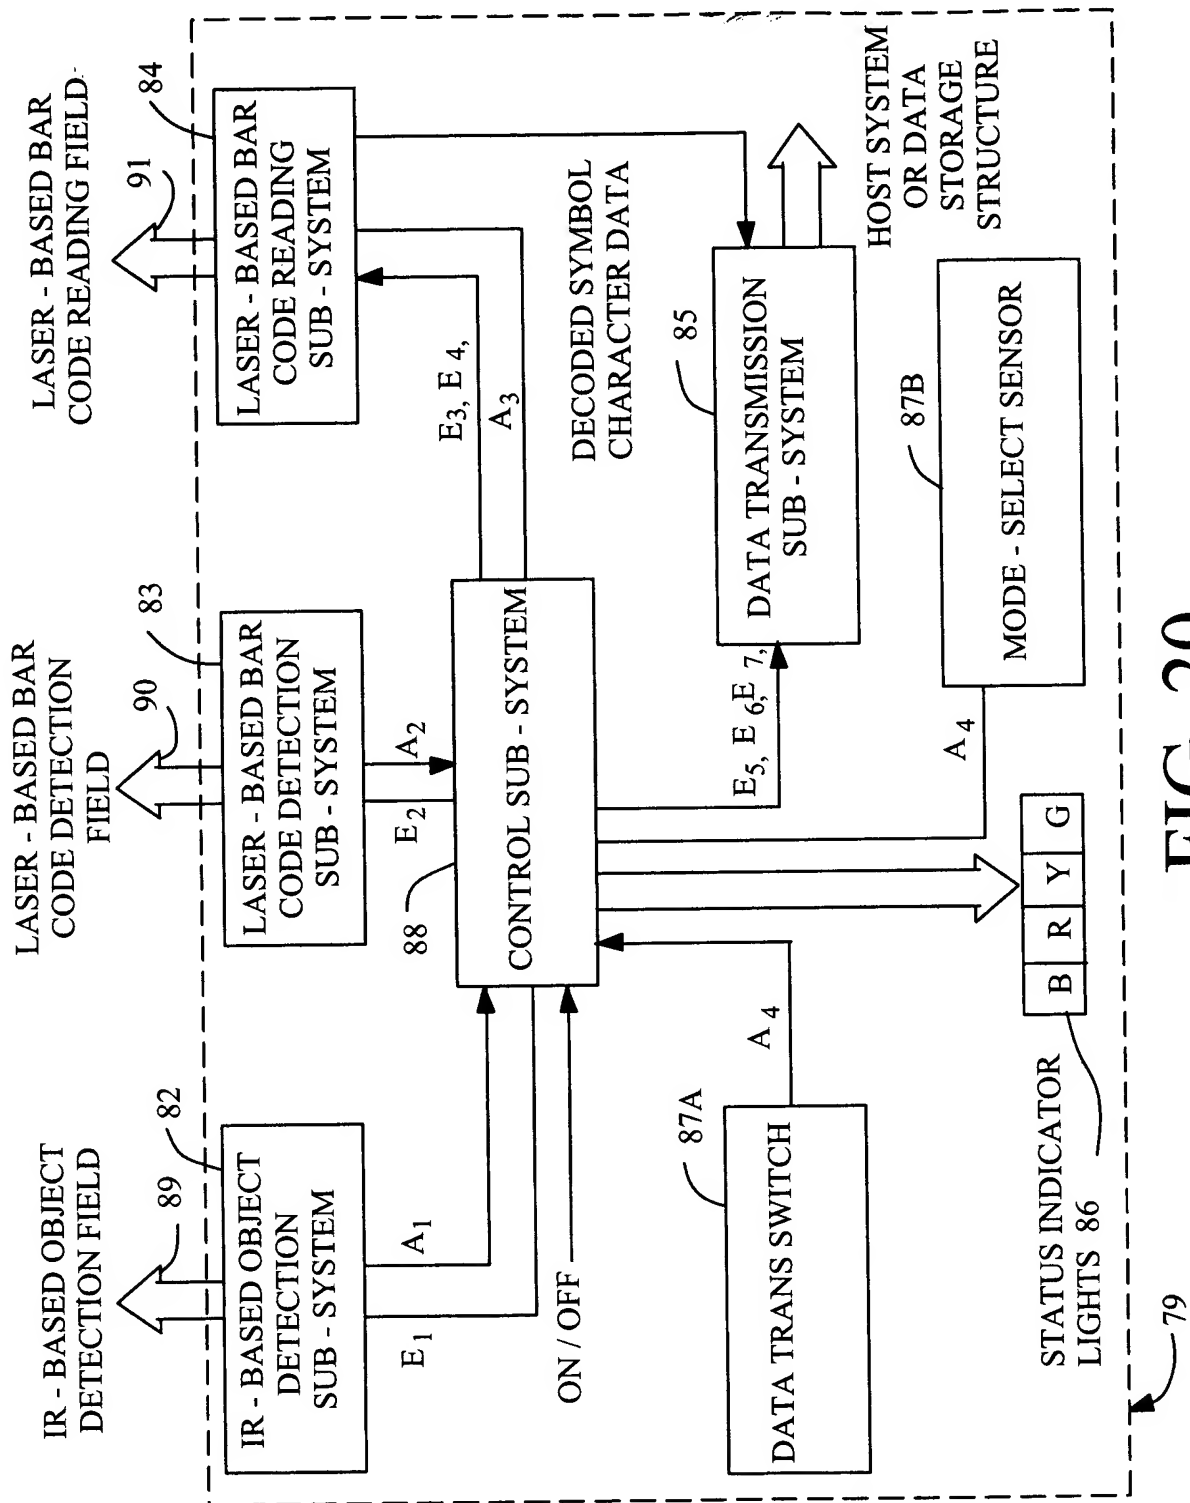 IR - BASED OBJECT
DETECTION FIELD
LASER - BASED BAR
CODE DETECTION
FIELD
LASER - BASED BAR
CODE READING FIELD
89
90
91
82
83
84
IR - BASED OBJECT
DETECTION
SUB - SYSTEM
LASER - BASED BAR
CODE DETECTION
SUB - SYSTEM
LASER - BASED BAR
CODE READING
SUB - SYSTEM
E1
A1
E2
A2
E3, E 4,
A3
88
CONTROL SUB - SYSTEM
ON / OFF
DECODED SYMBOL
CHARACTER DATA
87A
DATA TRANS SWITCH
A 4
E5, E 6, E 7,
85
DATA TRANSMISSION
SUB - SYSTEM
HOST SYSTEM
OR DATA
STORAGE
STRUCTURE
A4
87B
MODE - SELECT SENSOR
B R Y G
STATUS INDICATOR
LIGHTS 86
79
FIG. 20